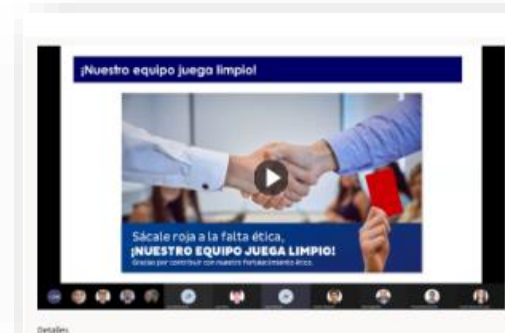 ¡Nuestro equipo juega limpio!
Sácale roja a la falta ética,
¡NUESTRO EQUIPO JUEGA LIMPIO!
Gracias por contribuir con nuestro fortalecimiento ético.
Detalles